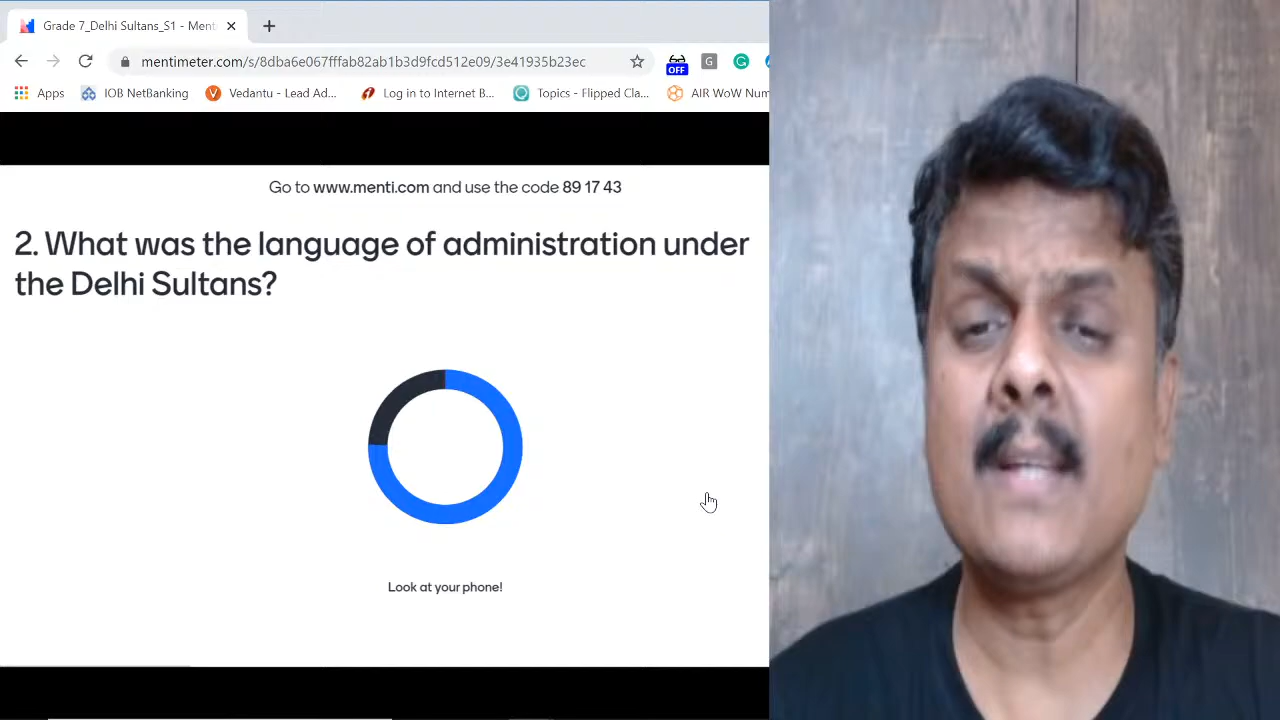 Grade 7_Delhi Sultans_S1 - Ment
mentimeter.com/s/8dba6e067fffab82ab1b3d9fcd512e09/3e41935b23ec
OFF
G
Apps
IOB NetBanking
Vedantu - Lead Ad...
Log in to Internet B...
Topics - Flipped Cla...
AIR WoW Num
Go to www.menti.com and use the code 89 17 43
2. What was the language of administration under
the Delhi Sultans?
Look at your phone!